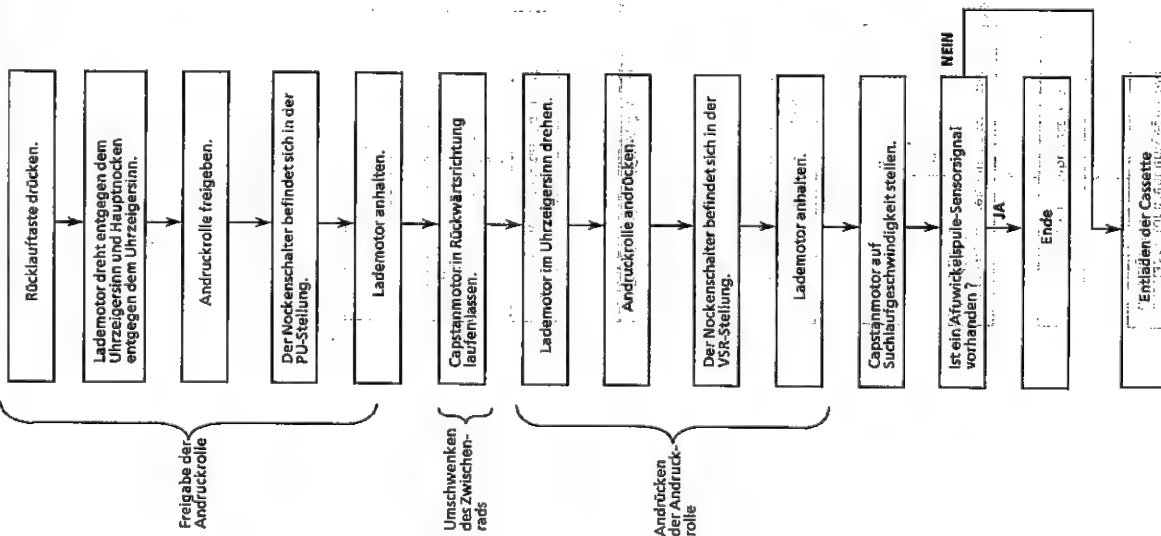 Rücklauftaste drücken.
Lademotor dreht entgegen dem
Uhrzeigersinn und Hauptnocken
entgegen dem Uhrzeigersinn.
Andruckrolle freigeben.
Der Nockenschalter befindet sich in der
PU-Stellung.
Lademotor anhalten.
Freigabe der
Andruckrolle
Capstanmotor in Rückwärtsrichtung
laufen lassen.
Umschwenken
des Zwischen-
rads
Lademotor im Uhrzeigersinn drehen.
Andruckrolle andrücken.
Der Nockenschalter befindet sich in der
VSR-Stellung.
Lademotor anhalten.
Andrücken
der Andruck-
rolle
Capstanmotor auf
Suchlaufgeschwindigkeit stellen.
Ist ein Afuwickelspule-Sensorsignal
vorhanden ?
NEIN
JA
Ende
Entladen der Cassette